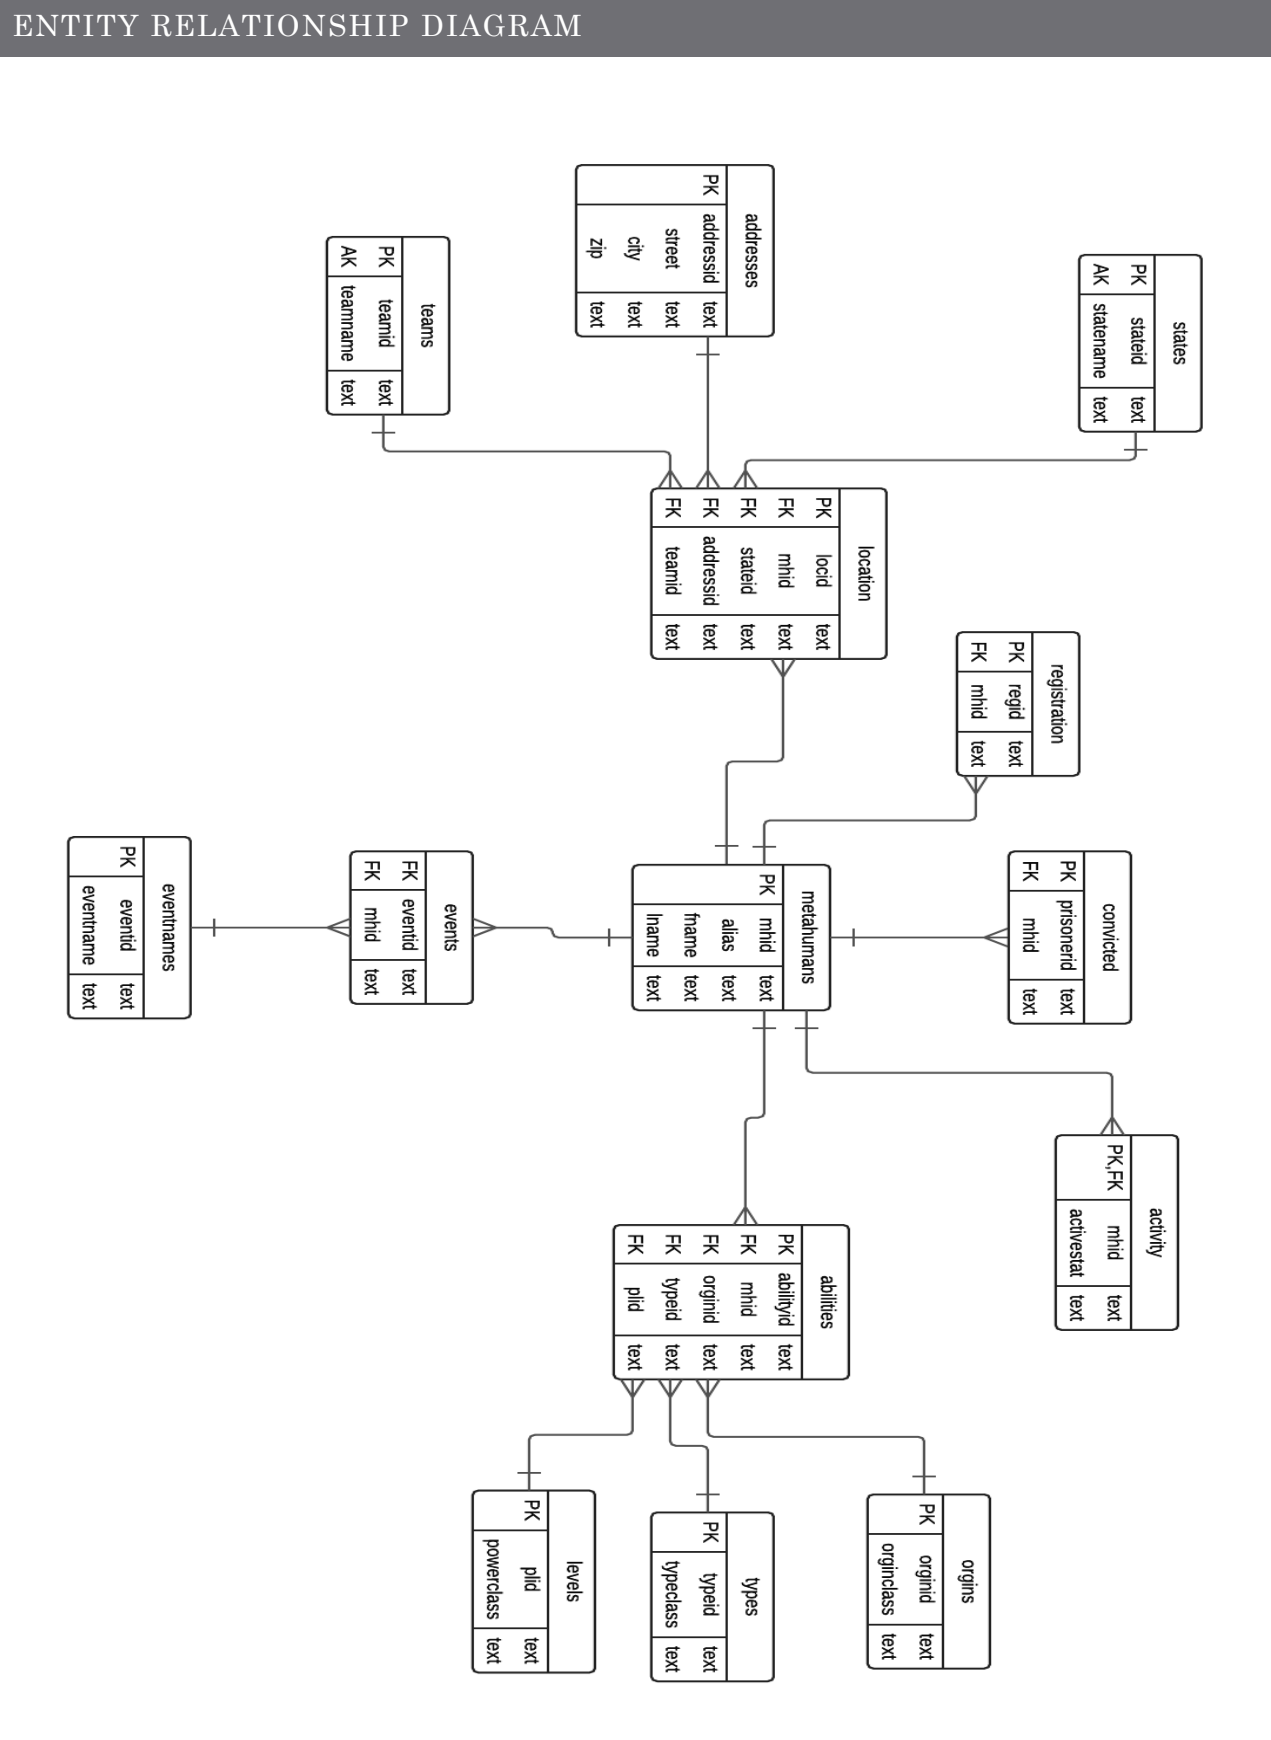 ENTITY RELATIONSHIP DIAGRAM
states
PK stateid text
AK statename text
addresses
PK addressid text
street text
city text
zip text
teams
PK teamid text
AK teamname text
location
PK locid text
FK mhid text
FK stateid text
FK addressid text
FK teamid text
registration
PK regid text
FK mhid text
convicted
PK prisonerid text
FK mhid text
metahumans
PK mhid text
alias text
fname text
lname text
events
FK eventid text
FK mhid text
eventnames
PK eventid text
eventname text
activity
PK,FK mhid text
activestat text
abilities
PK abilityid text
FK mhid text
FK orginid text
FK typeid text
FK plid text
orgins
PK orginid text
orginclass text
types
PK typeid text
typeclass text
levels
PK plid text
powerclass text